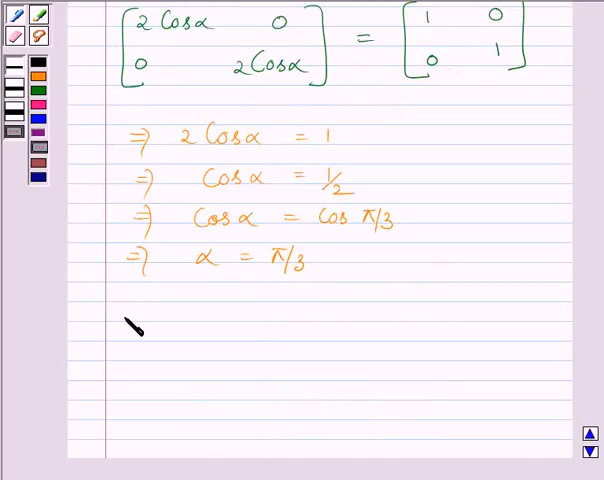 [2 Cosα 0] = [1 0]
[0 2Cosα] [0 1]
⇒ 2 Cosα = 1
⇒ Cosα = 1/2
⇒ Cosα = Cos π/3
⇒ α = π/3